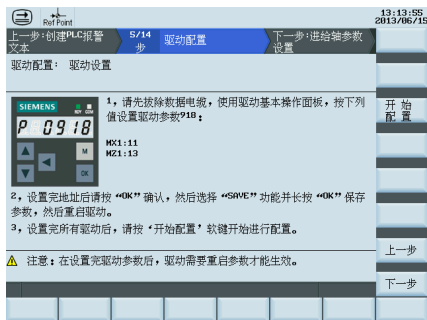 Ref Point
13:13:55
2013/06/15
上一步:创建PLC报警文本
5/14
步
驱动配置
下一步:进给轴参数设置
驱动配置： 驱动设置
SIEMENS
RDY COM
P 0918
M
OK
1，请先拔除数据电缆，使用驱动基本操作面板，按下列
值设置驱动参数918：
MX1:11
MZ1:13
2，设置完地址后请按 “OK” 确认，然后选择 “SAVE” 功能并长按 “OK” 保存
参数，然后重启驱动。
3，设置完所有驱动后，请按‘开始配置’软键开始进行配置。
注意：在设置完驱动参数后，驱动需要重启参数才能生效。
开 始
配 置
上一步
下一步